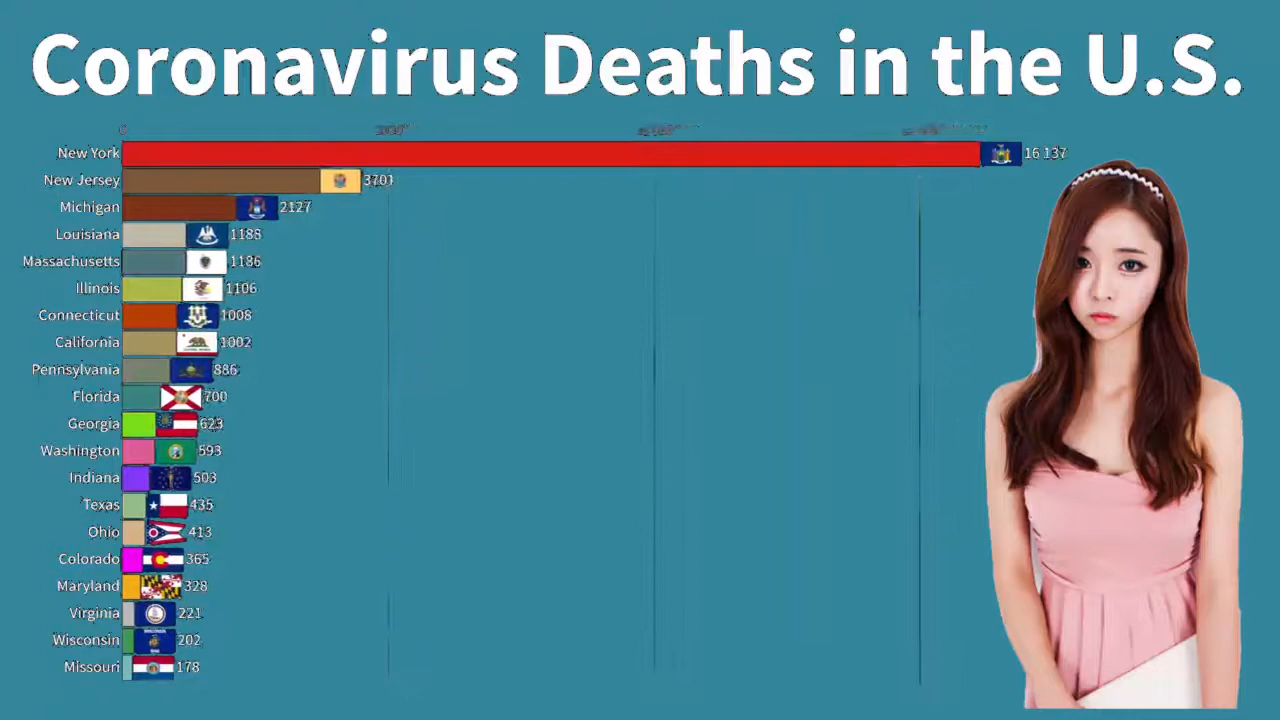 Coronavirus Deaths in the U.S.
0
New York 16 137
New Jersey
Michigan 2127
Louisiana 1188
Massachusetts 1186
Illinois 1106
Connecticut 1008
California 1002
Pennsylvania 886
Florida 700
Georgia 623
Washington 593
Indiana 503
Texas 435
Ohio 413
Colorado 365
Maryland 328
Virginia 221
Wisconsin 202
Missouri 178